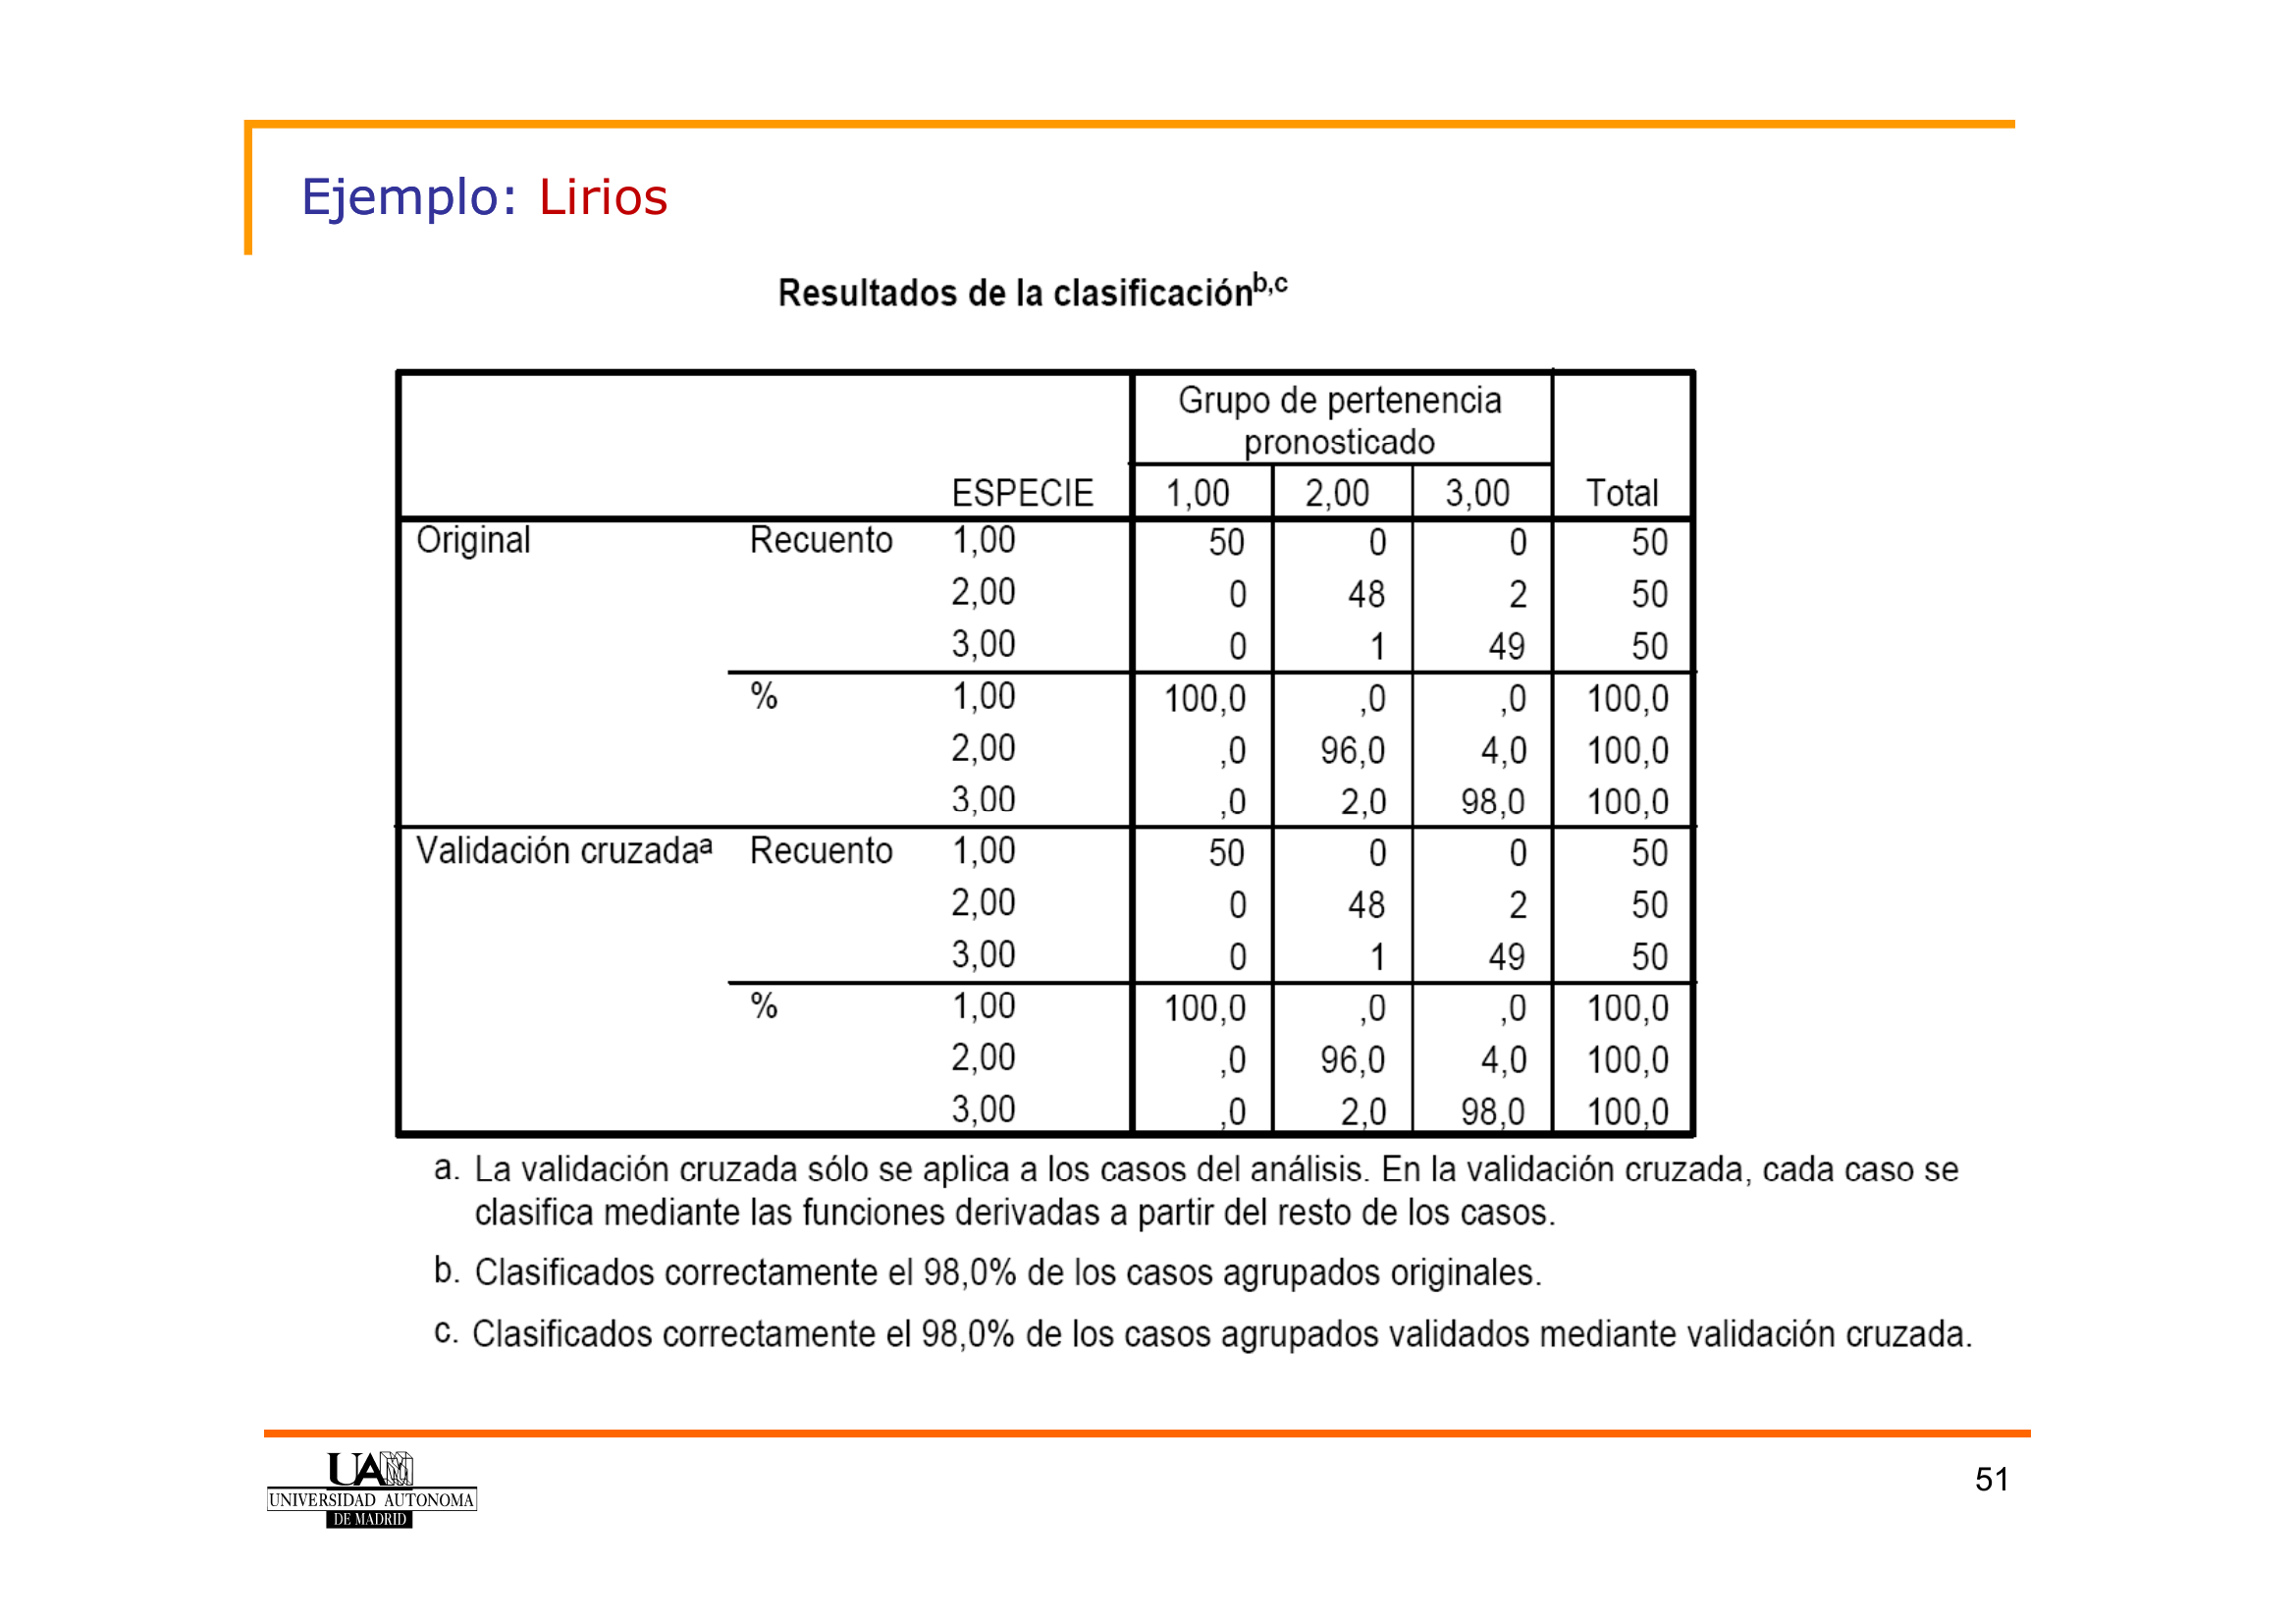 Ejemplo: Lirios
Resultados de la clasificación b,c
Grupo de pertenencia
pronosticado
ESPECIE 1,00 2,00 3,00 Total
Original Recuento 1,00 50 0 0 50
2,00 0 48 2 50
3,00 0 1 49 50
% 1,00 100,0 ,0 ,0 100,0
2,00 ,0 96,0 4,0 100,0
3,00 ,0 2,0 98,0 100,0
Validación cruzada a Recuento 1,00 50 0 0 50
2,00 0 48 2 50
3,00 0 1 49 50
% 1,00 100,0 ,0 ,0 100,0
2,00 ,0 96,0 4,0 100,0
3,00 ,0 2,0 98,0 100,0
a. La validación cruzada sólo se aplica a los casos del análisis. En la validación cruzada, cada caso se
clasifica mediante las funciones derivadas a partir del resto de los casos.
b. Clasificados correctamente el 98,0% de los casos agrupados originales.
c. Clasificados correctamente el 98,0% de los casos agrupados validados mediante validación cruzada.
UAM
UNIVERSIDAD AUTONOMA
DE MADRID
51